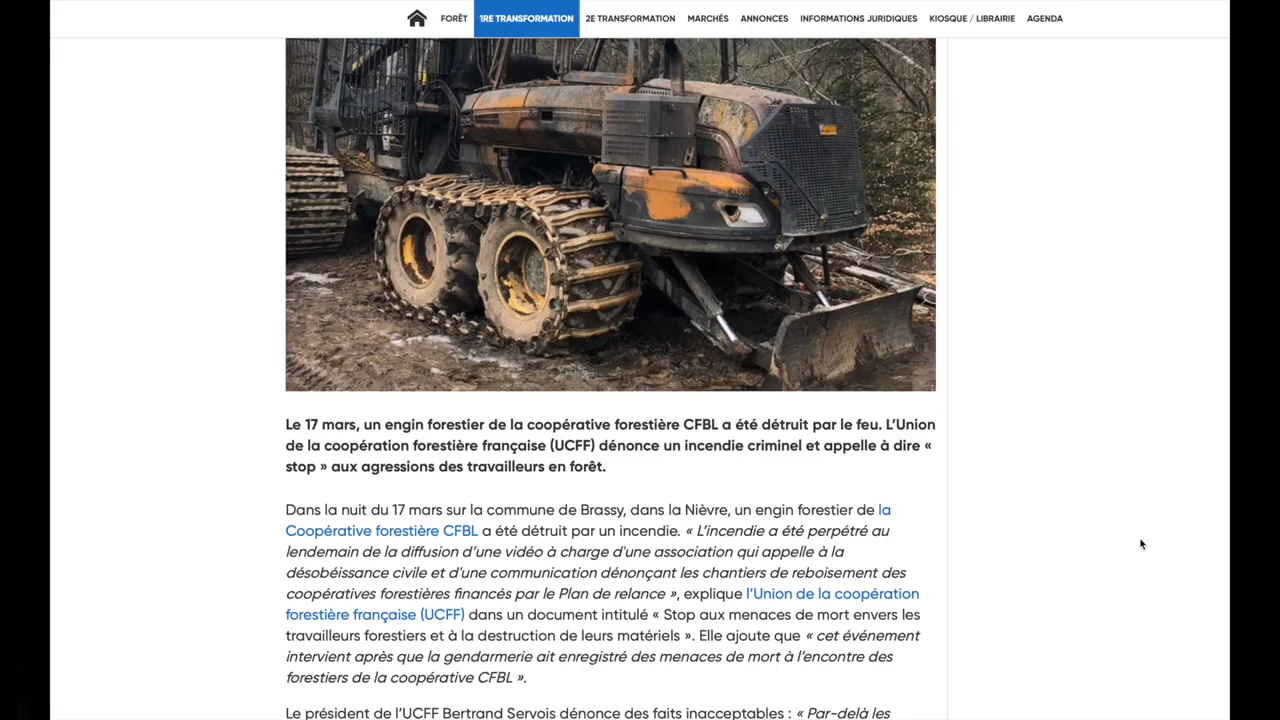 FORÊT 1RE TRANSFORMATION 2E TRANSFORMATION MARCHÉS ANNONCES INFORMATIONS JURIDIQUES KIOSQUE / LIBRAIRIE AGENDA
Le 17 mars, un engin forestier de la coopérative forestière CFBL a été détruit par le feu. L’Union
de la coopération forestière française (UCFF) dénonce un incendie criminel et appelle à dire «
stop » aux agressions des travailleurs en forêt.
Dans la nuit du 17 mars sur la commune de Brassy, dans la Nièvre, un engin forestier de la
Coopérative forestière CFBL a été détruit par un incendie. « L’incendie a été perpétré au
lendemain de la diffusion d’une vidéo à charge d'une association qui appelle à la
désobéissance civile et d'une communication dénonçant les chantiers de reboisement des
coopératives forestières financés par le Plan de relance », explique l’Union de la coopération
forestière française (UCFF) dans un document intitulé « Stop aux menaces de mort envers les
travailleurs forestiers et à la destruction de leurs matériels ». Elle ajoute que « cet événement
intervient après que la gendarmerie ait enregistré des menaces de mort à l’encontre des
forestiers de la coopérative CFBL ».
Le président de l’UCFF Bertrand Servois dénonce des faits inacceptables : « Par-delà les